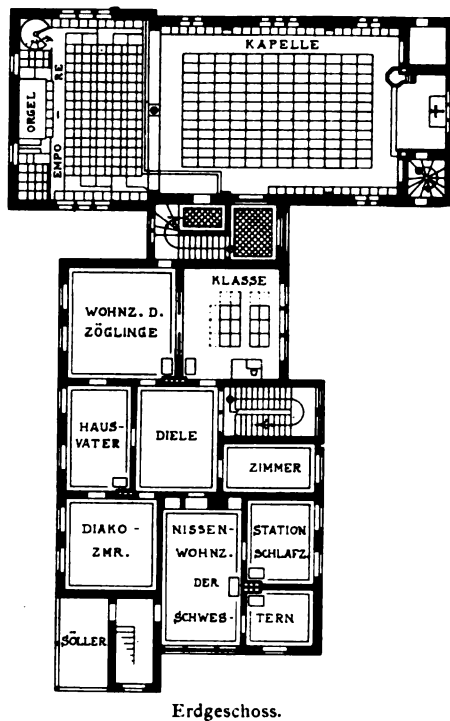 KAPELLE
ORGEL
EMPO-RE
KLASSE
WOHNZ. D.
ZÖGLINGE
HAUS-
VATER
DIELE
ZIMMER
DIAKO-
ZMR.
NISSEN-
WOHNZ.
DER
SCHWES-
STATION
SCHLAFZ.
TERN
SÖLLER
Erdgeschoss.